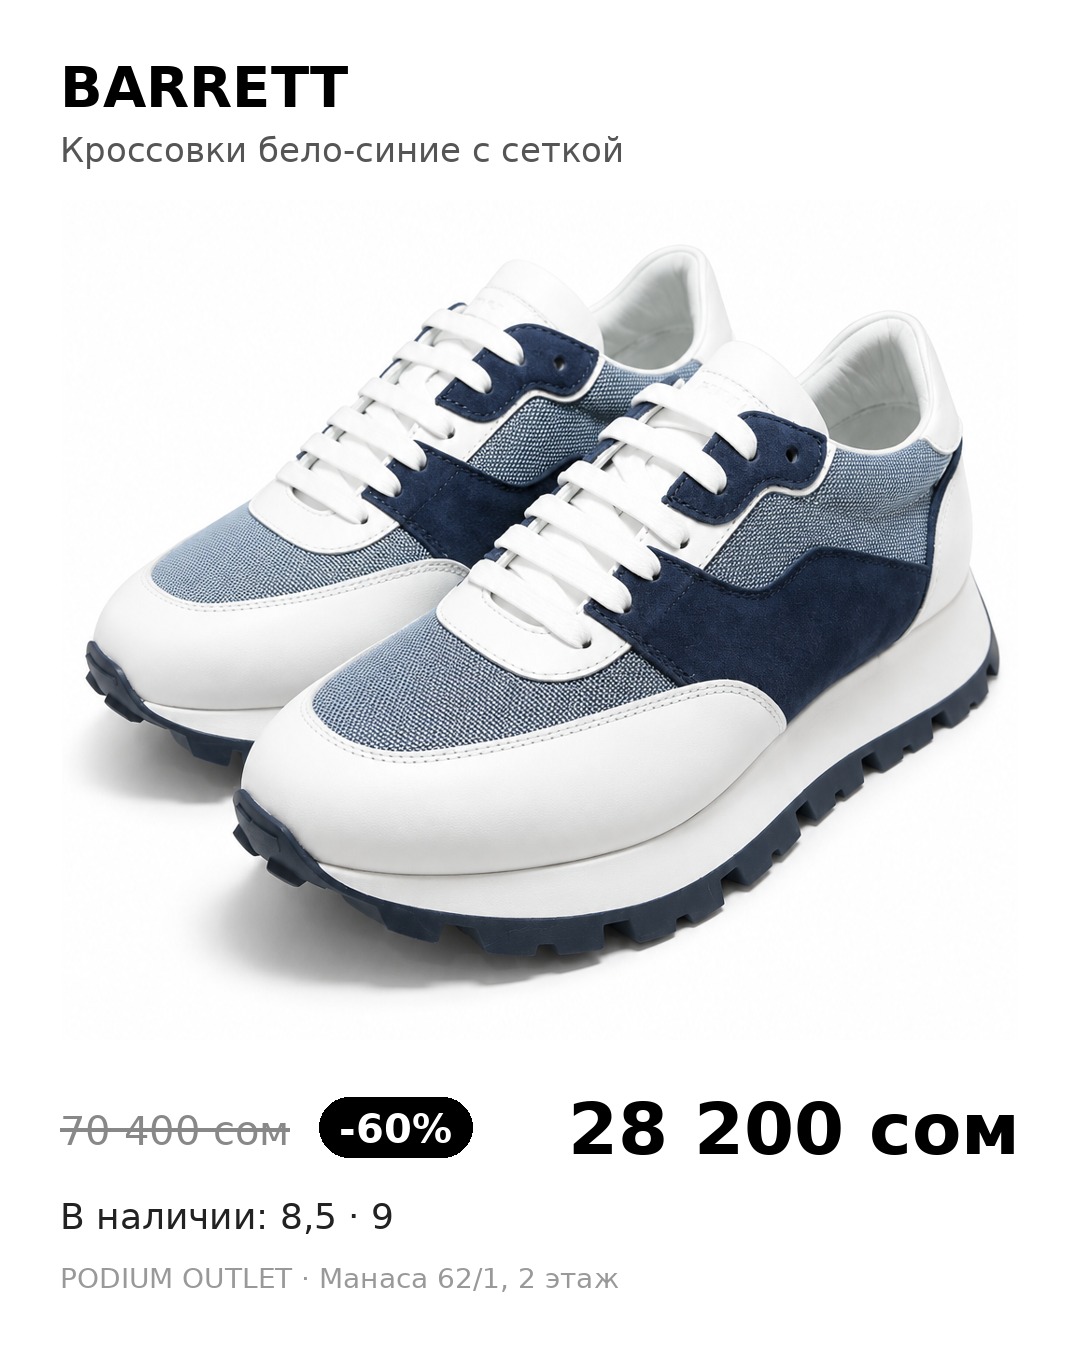 BARRETT
Кроссовки бело-синие с сеткой
70 400 сом -60% 28 200 сом
В наличии: 8,5 · 9
PODIUM OUTLET · Манаса 62/1, 2 этаж